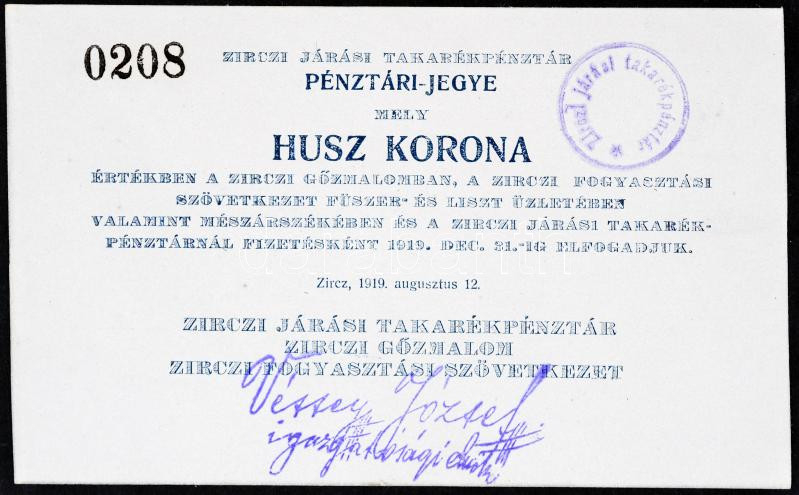 0208
ZIRCZI JÁRÁSI TAKARÉKPÉNZTÁR
PÉNZTÁRI-JEGYE
MELY
HUSZ KORONA
ÉRTÉKBEN A ZIRCZI GŐZMALOMBAN, A ZIRCZI FOGYASZTÁSI
SZÖVETKEZET FÜSZER- ÉS LISZT ÜZLETÉBEN
VALAMINT MÉSZÁRSZÉKÉBEN ÉS A ZIRCZI JÁRÁSI TAKARÉK-
PÉNZTÁRNÁL FIZETÉSKÉNT 1919. DEC. 31.-IG ELFOGADJUK.
Zircz, 1919. augusztus 12.
ZIRCZI JÁRÁSI TAKARÉKPÉNZTÁR
ZIRCZI GŐZMALOM
ZIRCZI FOGYASZTÁSI SZÖVETKEZET
József
igazgatósági
Zirczi járási takarékpénztár *